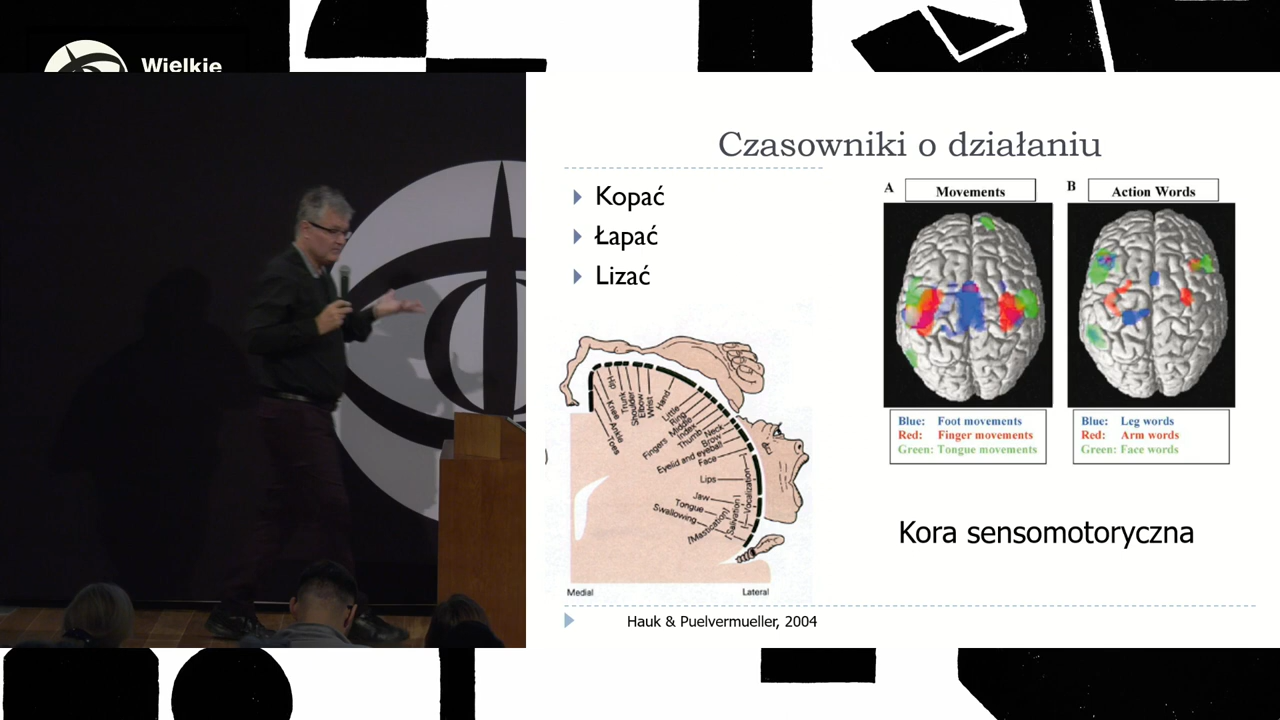 Wielkie
Czasowniki o działaniu
Kopać
Łapać
Lizać
A
Movements
B
Action Words
Blue: Foot movements
Red: Finger movements
Green: Tongue movements
Blue: Leg words
Red: Arm words
Green: Face words
Toes
Ankle
Knee
Hip
Trunk
Shoulder
Elbow
Wrist
Hand
Little
Ring
Middle
Index
Thumb
Fingers
Neck
Brow
Eyelid and eyeball
Face
Lips
Jaw
Tongue
Swallowing
[Mastication]
[Salivation]
[Vocalization]
Medial
Lateral
Kora sensomotoryczna
Hauk & Puelvermueller, 2004